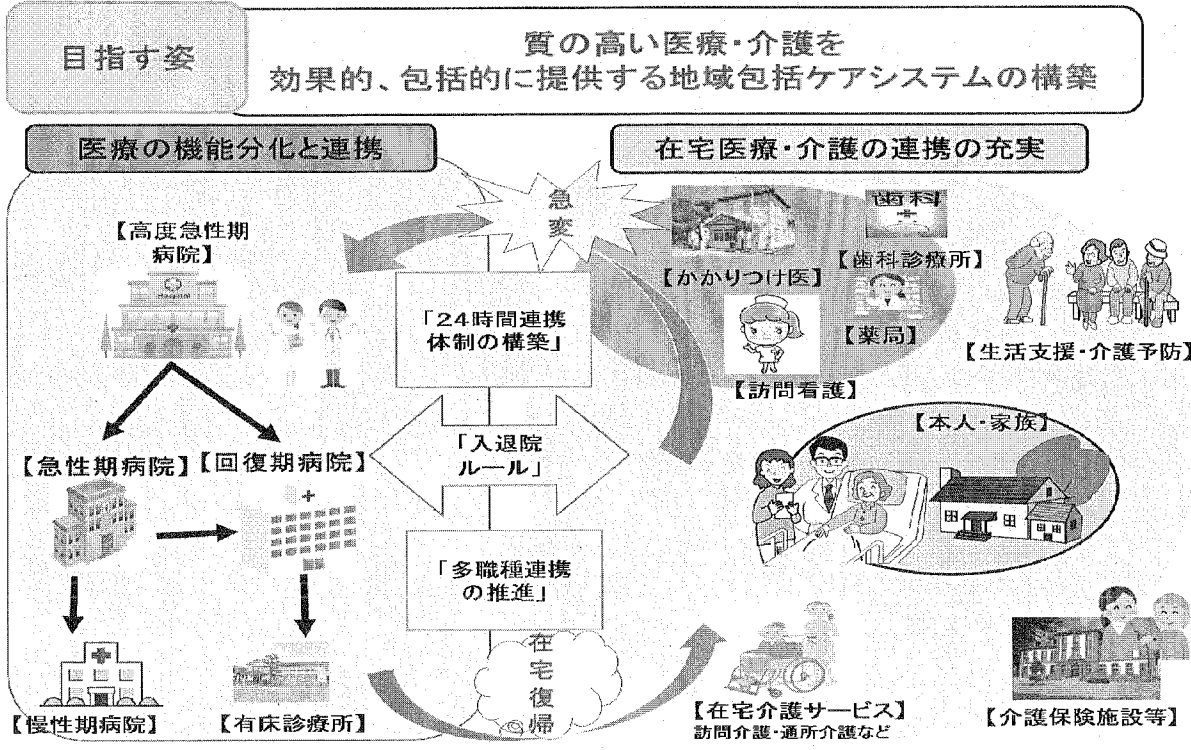 目指す姿
質の高い医療・介護を
効果的、包括的に提供する地域包括ケアシステムの構築
医療の機能分化と連携
在宅医療・介護の連携の充実
急変
【高度急性期
病院】
Hospital
「24時間連携
体制の構築」
【急性期病院】
【回復期病院】
「入退院
ルール」
「多職種連携
の推進」
【慢性期病院】
【有床診療所】
在宅復帰
歯科
【かかりつけ医】
【歯科診療所】
【薬局】
【訪問看護】
【生活支援・介護予防】
【本人・家族】
【在宅介護サービス】
訪問介護・通所介護など
【介護保険施設等】